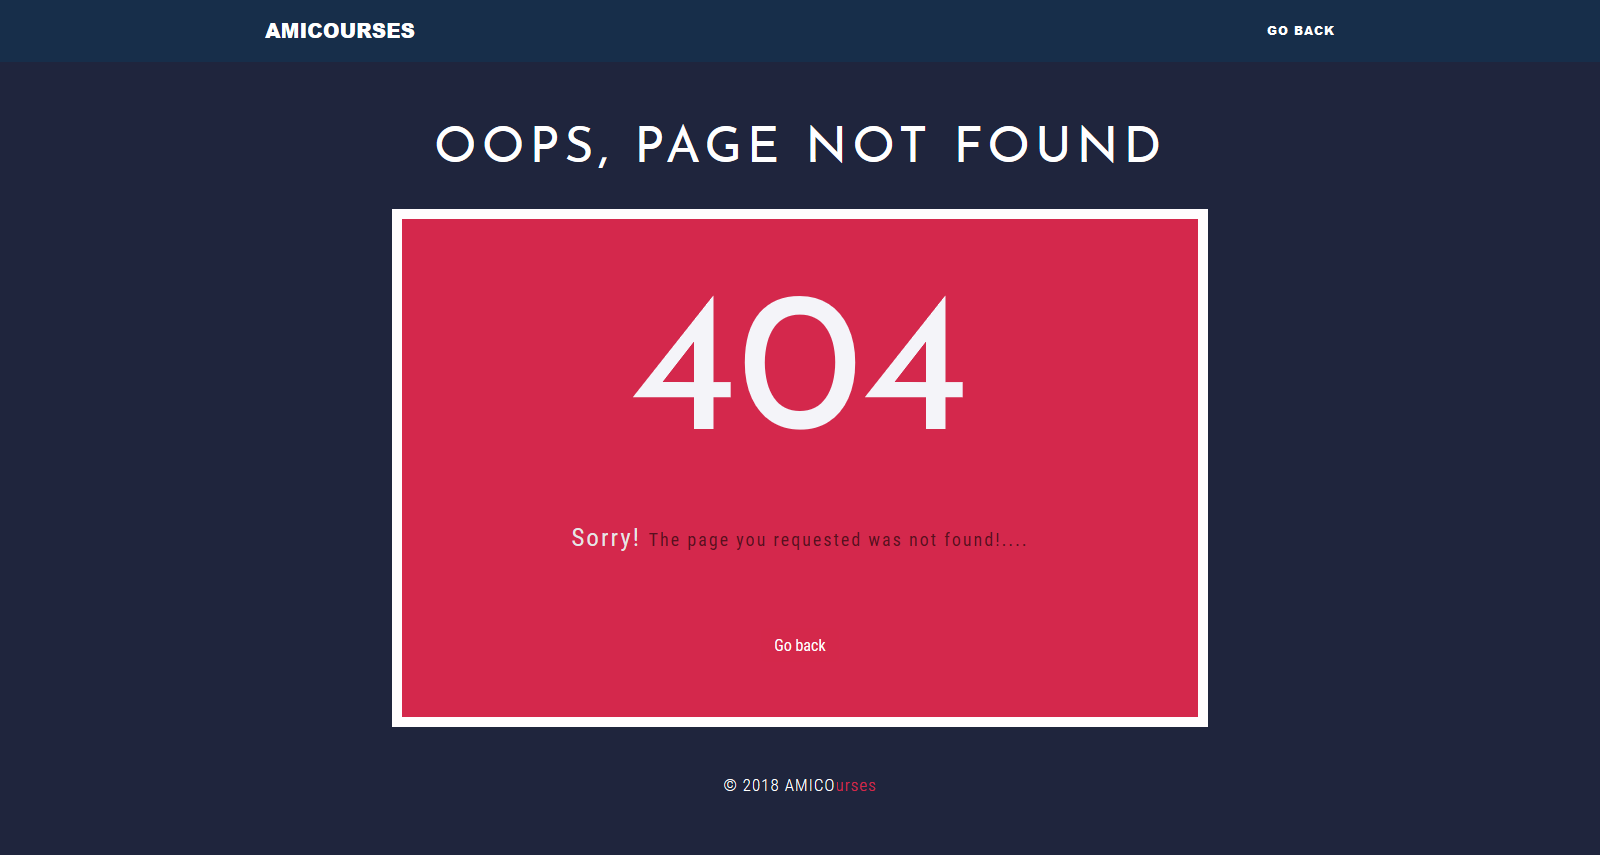 AMICOURSES
GO BACK
OOPS, PAGE NOT FOUND
404
Sorry! The page you requested was not found!....
Go back
© 2018 AMICOurses